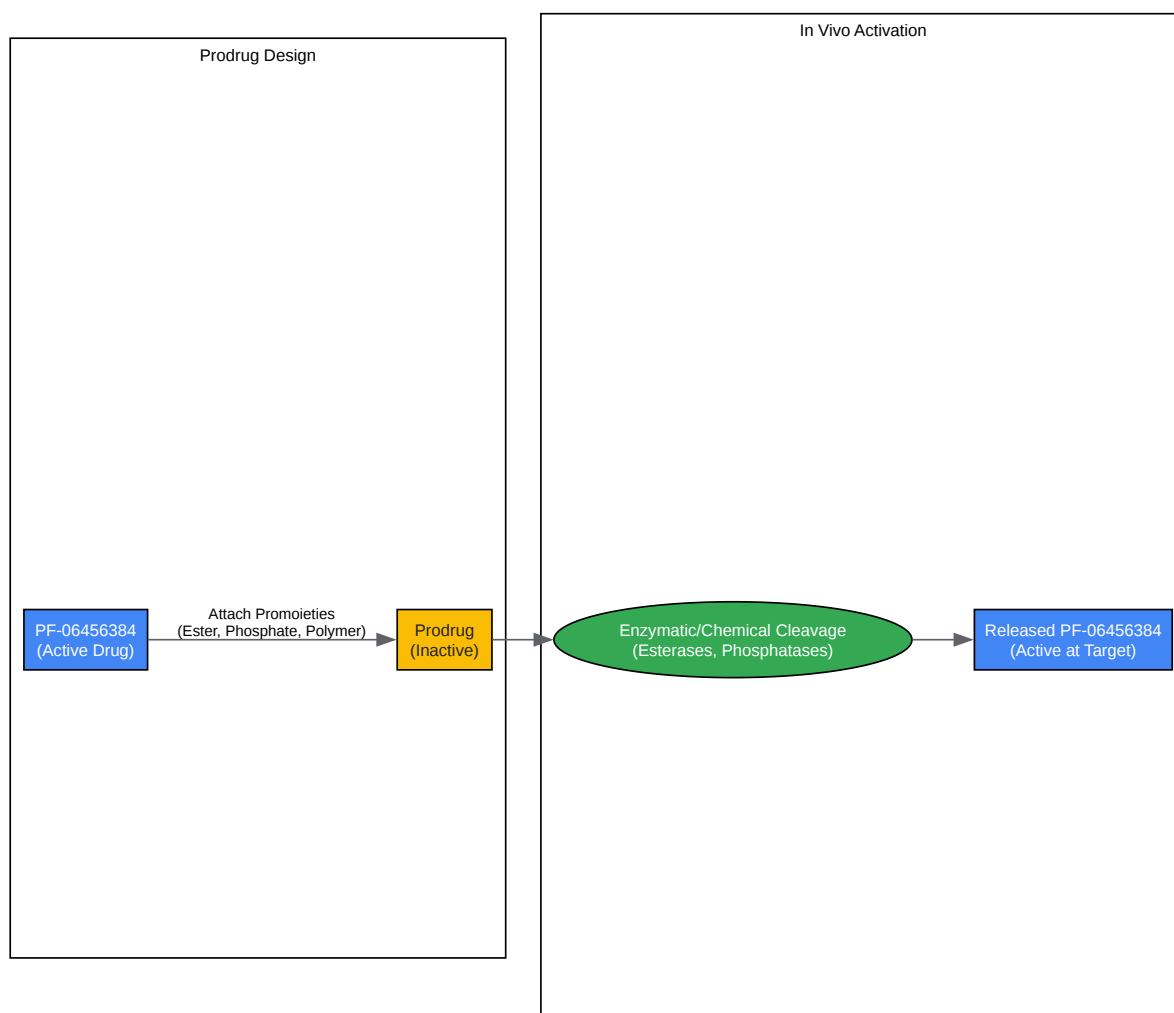 In Vivo Activation
Prodrug Design
PF-06456384
(Active Drug)
Attach Promoieties
(Ester, Phosphate, Polymer)
Prodrug
(Inactive)
Enzymatic/Chemical Cleavage
(Esterases, Phosphatases)
Released PF-06456384
(Active at Target)